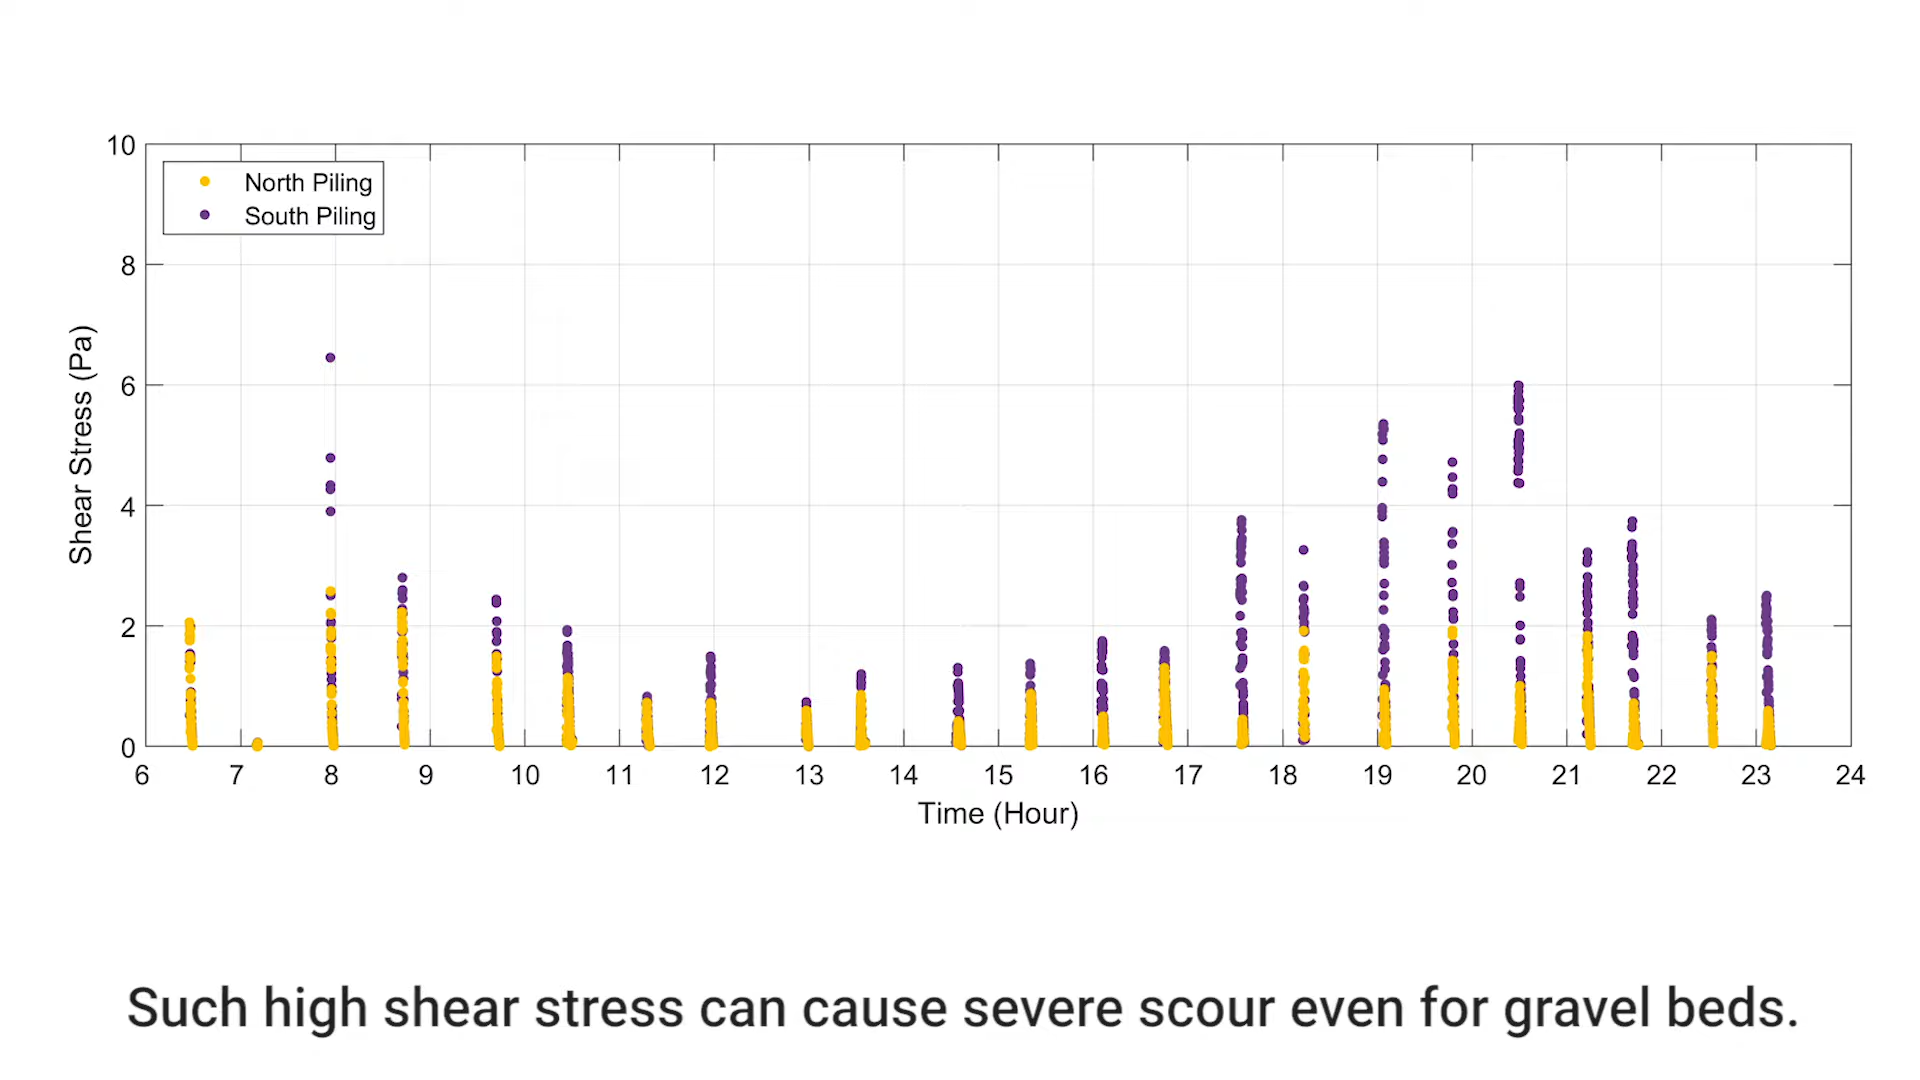 10
8
6
4
2
0
North Piling
South Piling
Shear Stress (Pa)
6 7 8 9 10 11 12 13 14 15 16 17 18 19 20 21 22 23 24
Time (Hour)
Such high shear stress can cause severe scour even for gravel beds.